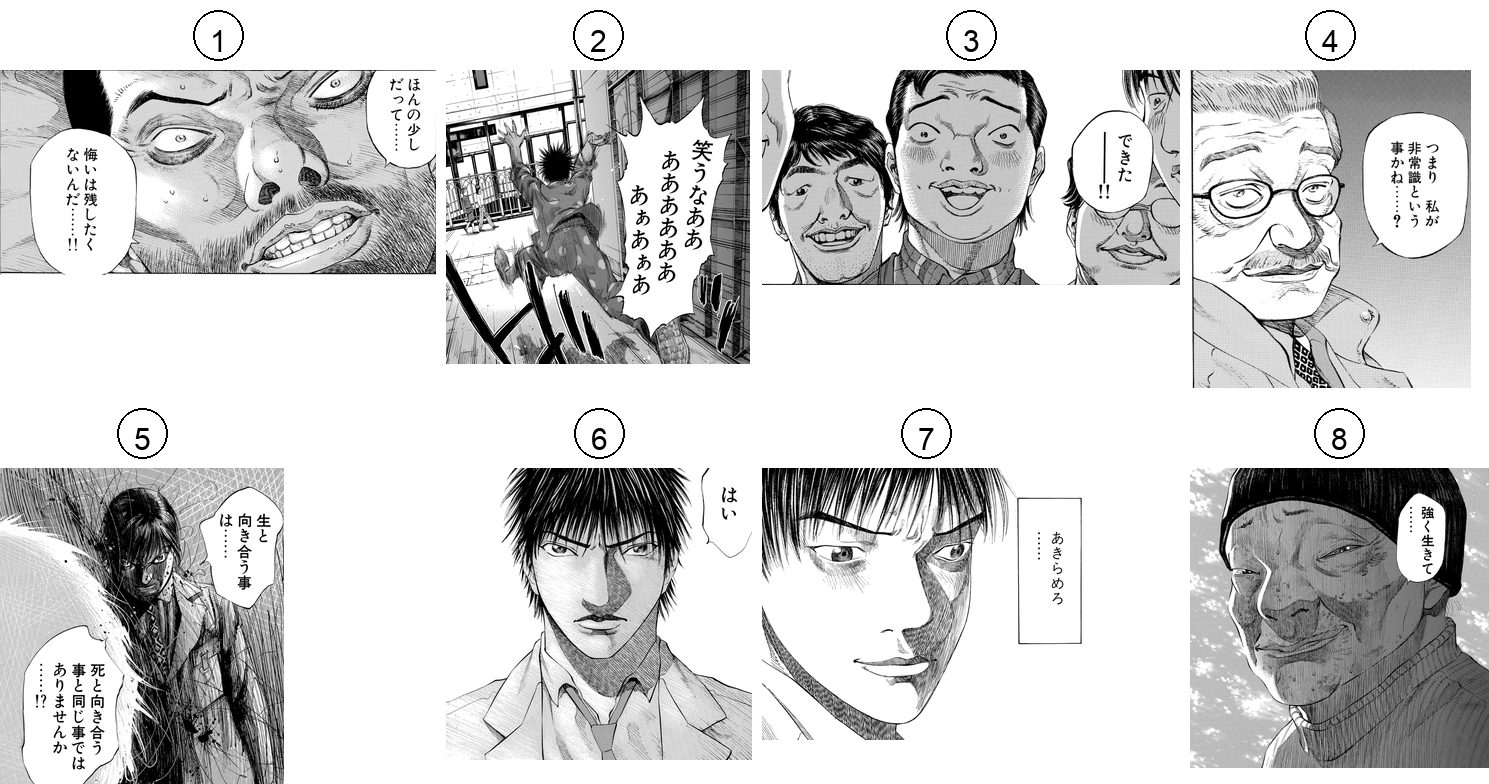 1
ほんの少し
だって……
悔いは残したく
ないんだ……!!
2
笑うなああ
ああああああ
あぁあぁあ
3
できた
――!!
4
つまり 私が
非常識という
事かね……?
5
生と
向き合う事
は……
死と向き合う
事と同じ事では
ありませんか
……!?
6
はい
7
あきらめろ
……
8
強く生きて
……